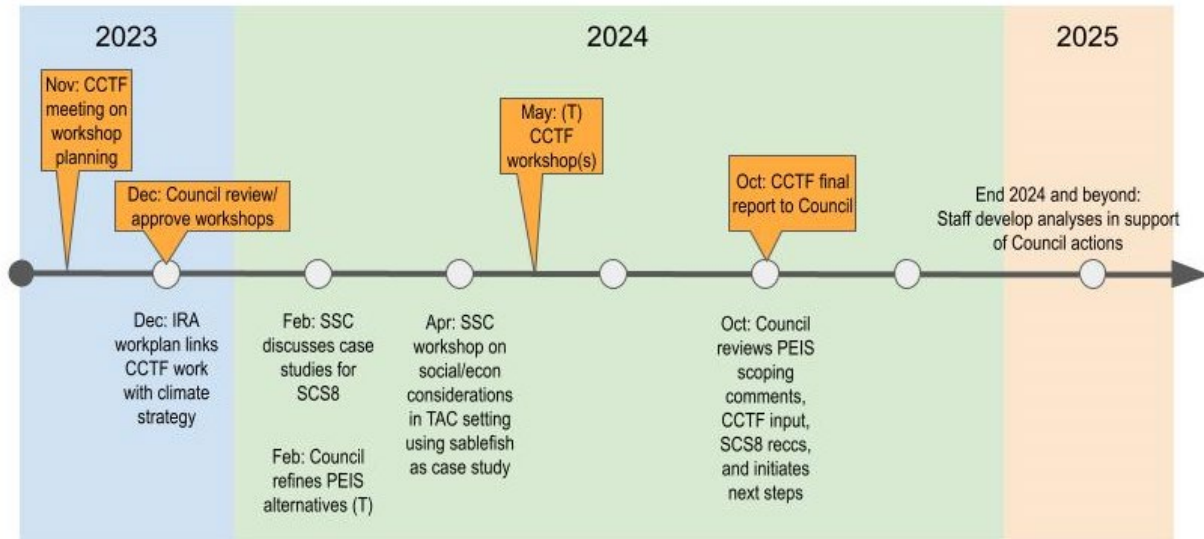 2023
2024
2025
Nov: CCTF
meeting on
workshop
planning
Dec: Council review/
approve workshops
May: (T)
CCTF
workshop(s)
Oct: CCTF final
report to Council
End 2024 and beyond:
Staff develop analyses in support
of Council actions
Dec: IRA
workplan links
CCTF work
with climate
strategy
Feb: SSC
discusses case
studies for
SCS8
Feb: Council
refines PEIS
alternatives (T)
Apr: SSC
workshop on
social/econ
considerations
in TAC setting
using sablefish
as case study
Oct: Council
reviews PEIS
scoping
comments,
CCTF input,
SCS8 reccs,
and initiates
next steps